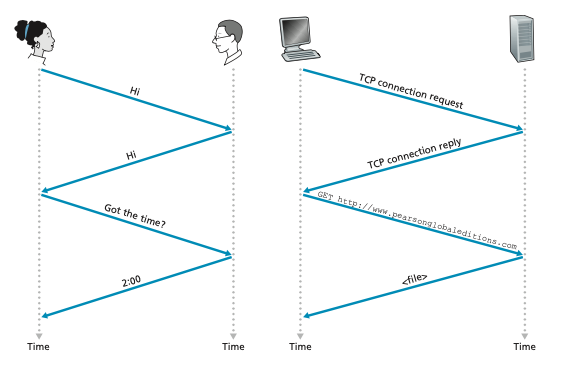 Hi
Hi
Got the time?
2:00
Time
Time
TCP connection request
TCP connection reply
GET http://www.pearsonglobaleditions.com
<file>
Time
Time